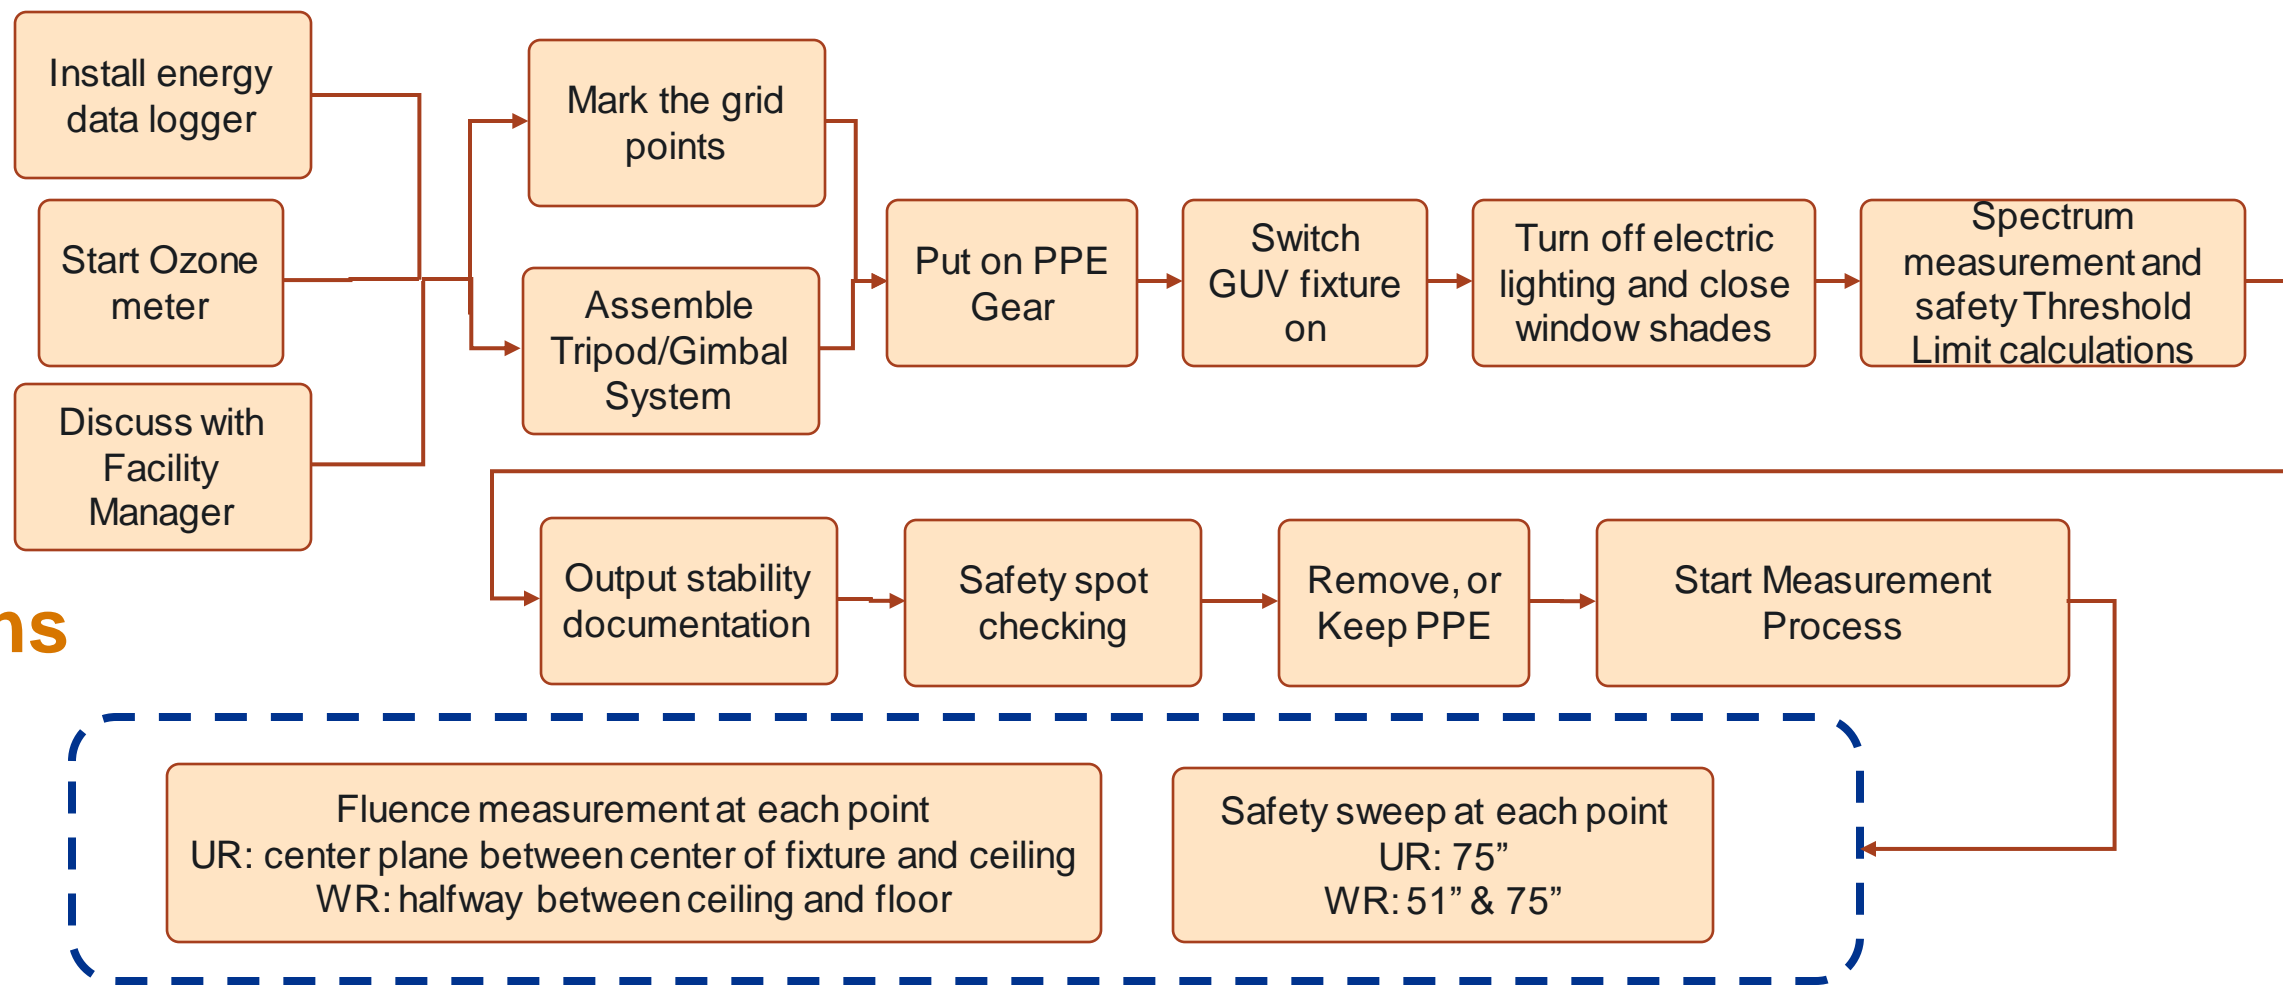 Install energy
data logger
Start Ozone
meter
Discuss with
Facility
Manager
Mark the grid
points
Assemble
Tripod/Gimbal
System
Put on PPE
Gear
Switch
GUV fixture
on
Turn off electric
lighting and close
window shades
Spectrum
measurement and
safety Threshold
Limit calculations
Output stability
documentation
Safety spot
checking
Remove, or
Keep PPE
Start Measurement
Process
ns
Fluence measurement at each point
UR: center plane between center of fixture and ceiling
WR: halfway between ceiling and floor
Safety sweep at each point
UR: 75”
WR: 51” & 75”